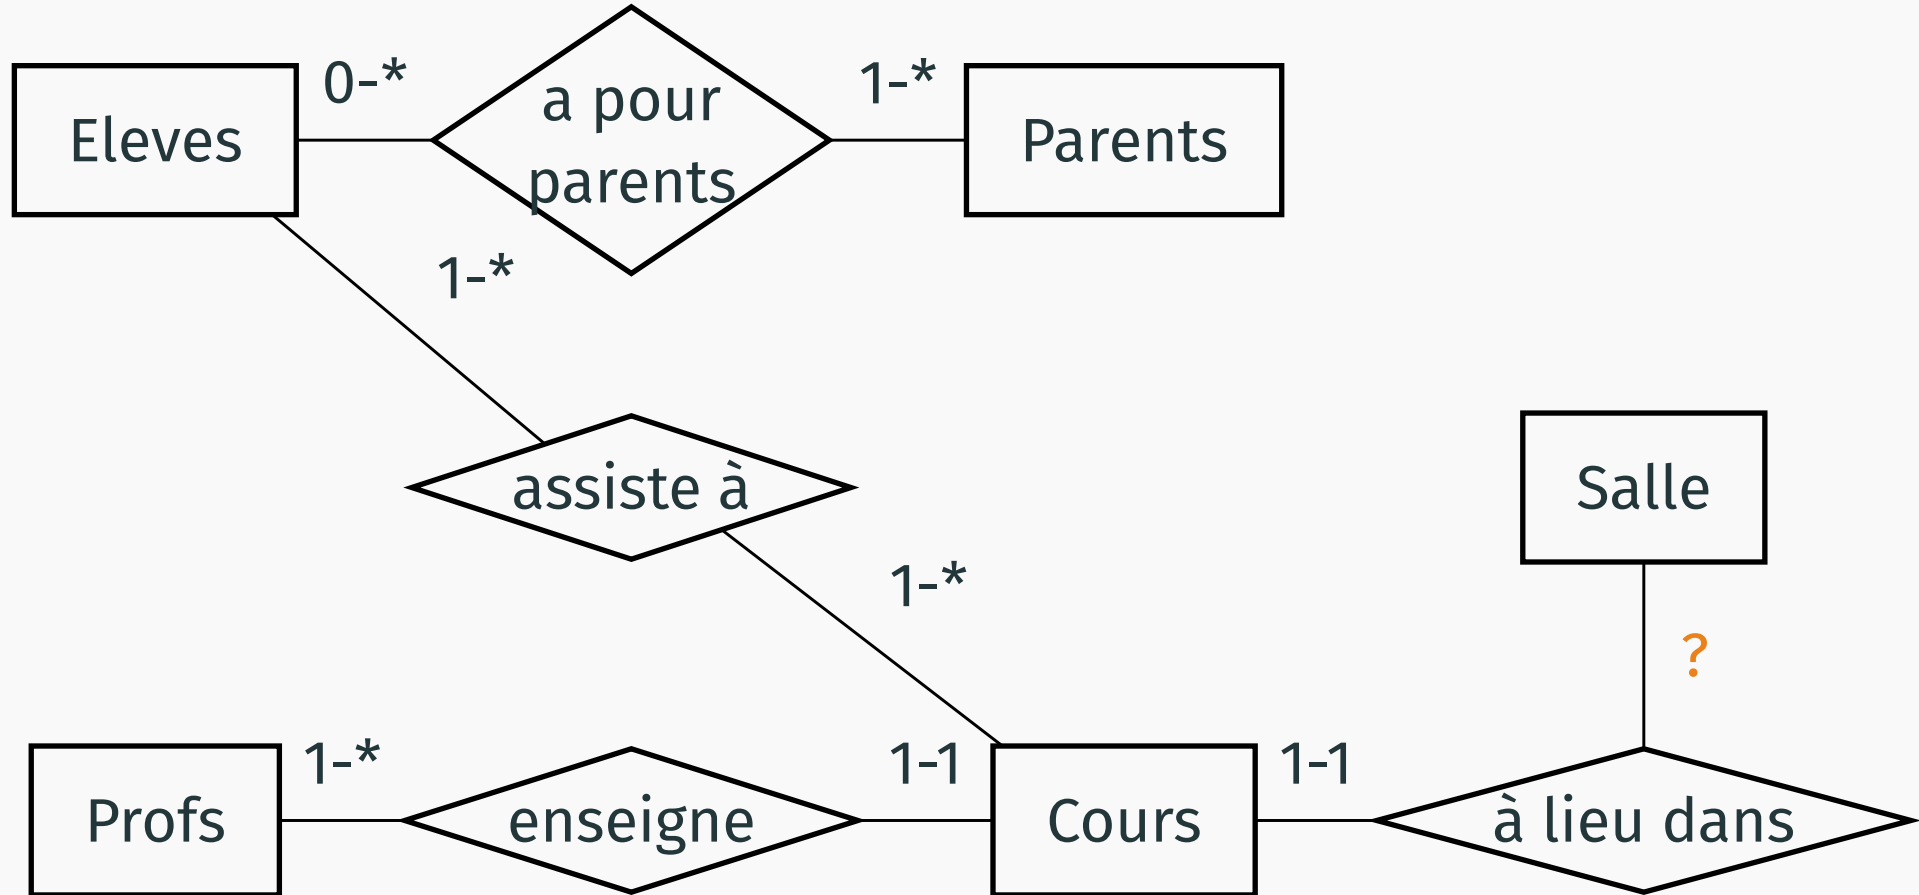 Eleves
0-*
a pour
parents
1-*
Parents
1-*
assiste à
1-*
Salle
?
Profs
1-*
enseigne
1-1
Cours
1-1
à lieu dans